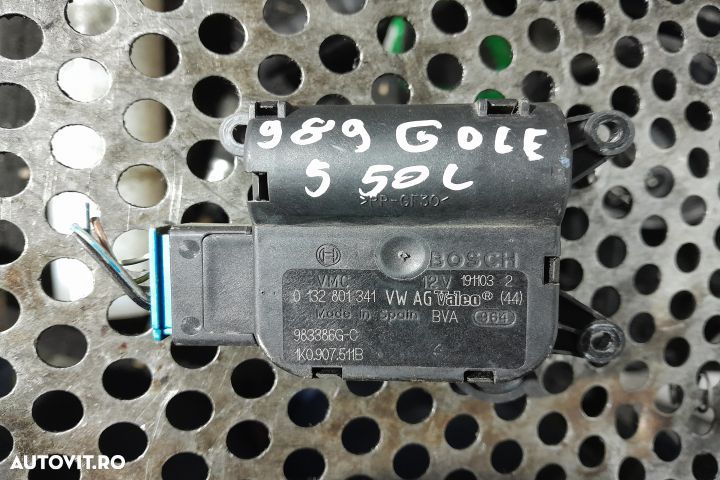 989 GOLF
5 50L
>PP-GF30<
BOSCH
VMC 12V 191103 2
0 132 801 341 VW AG Valeo® (44)
Made in Spain BVA 964
983386G-C
1K0.907.511B
AUTOVIT.RO